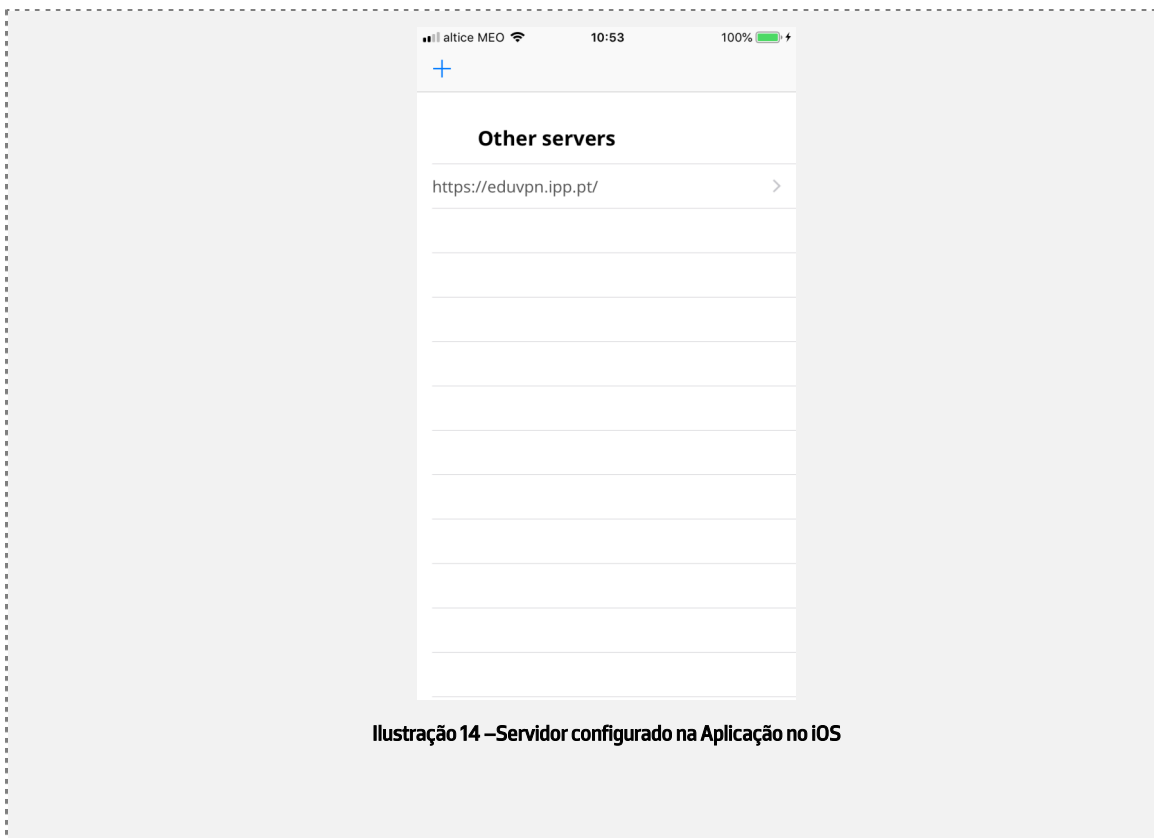 altice MEO 10:53 100%
+
Other servers
https://eduvpn.ipp.pt/
Ilustração 14 –Servidor configurado na Aplicação no iOS